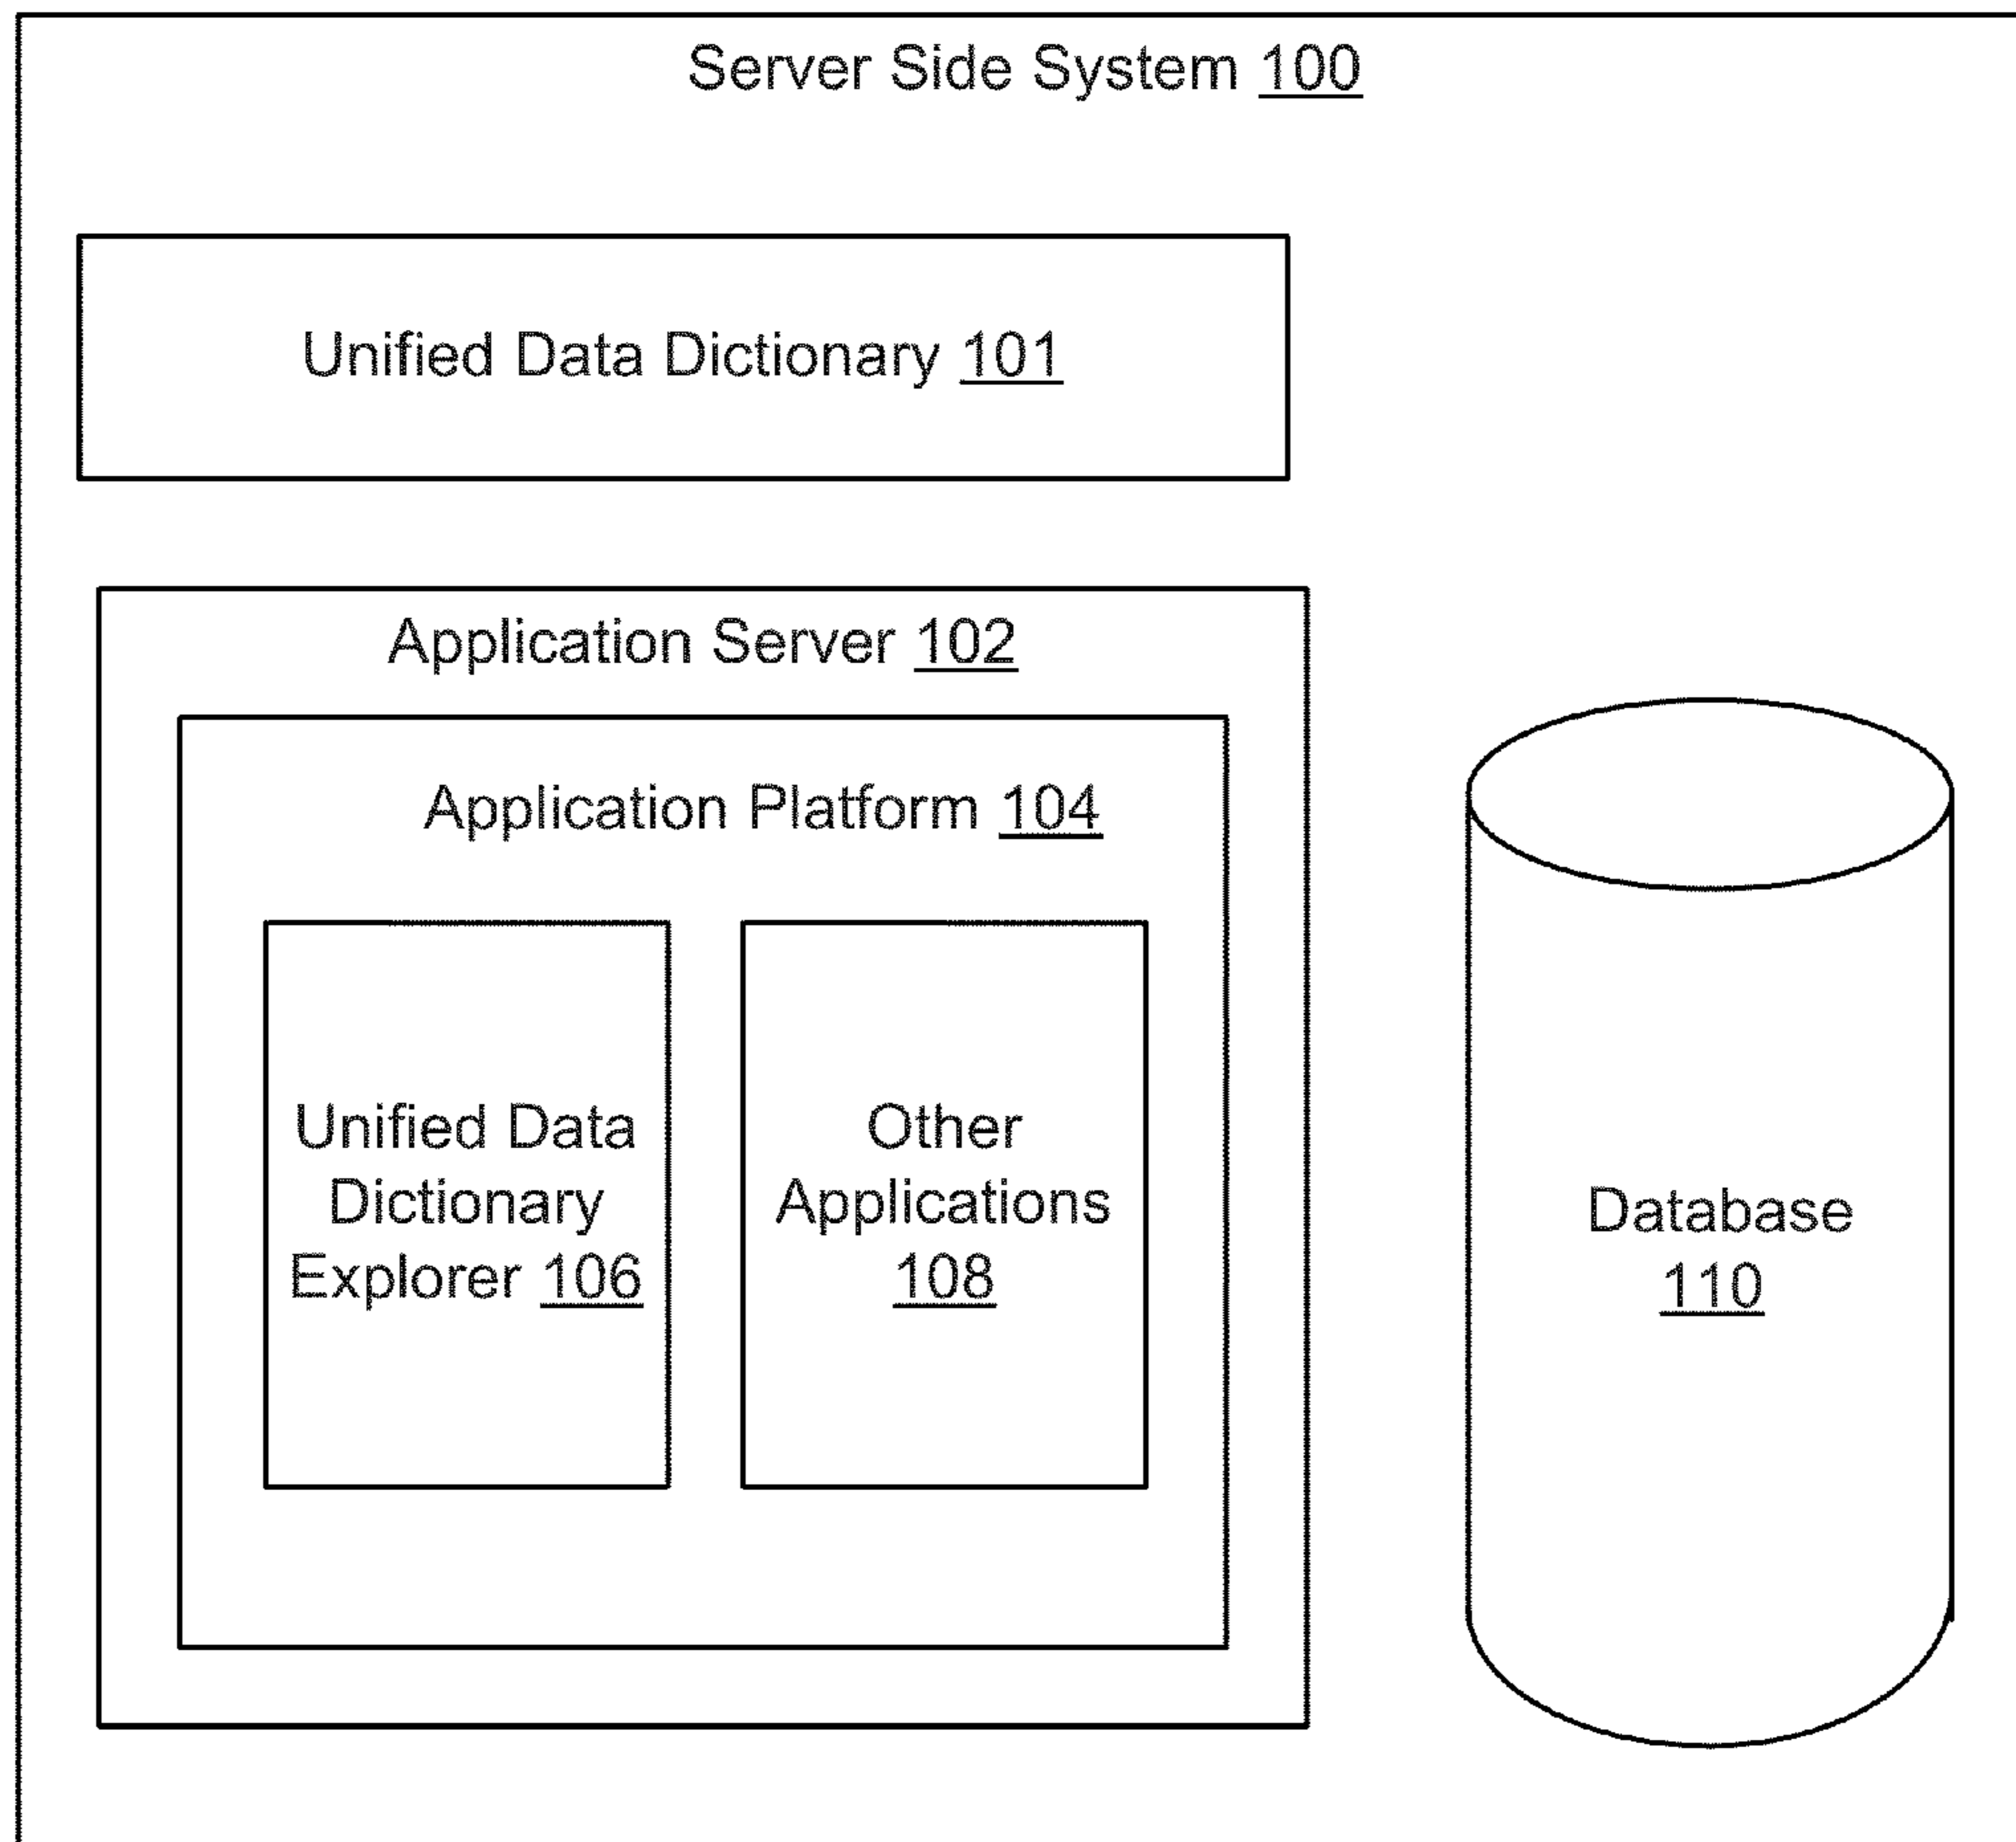 Server Side System 100
Unified Data Dictionary 101
Application Server 102
Application Platform 104
Unified Data
Dictionary
Explorer 106
Other
Applications
108
Database
110